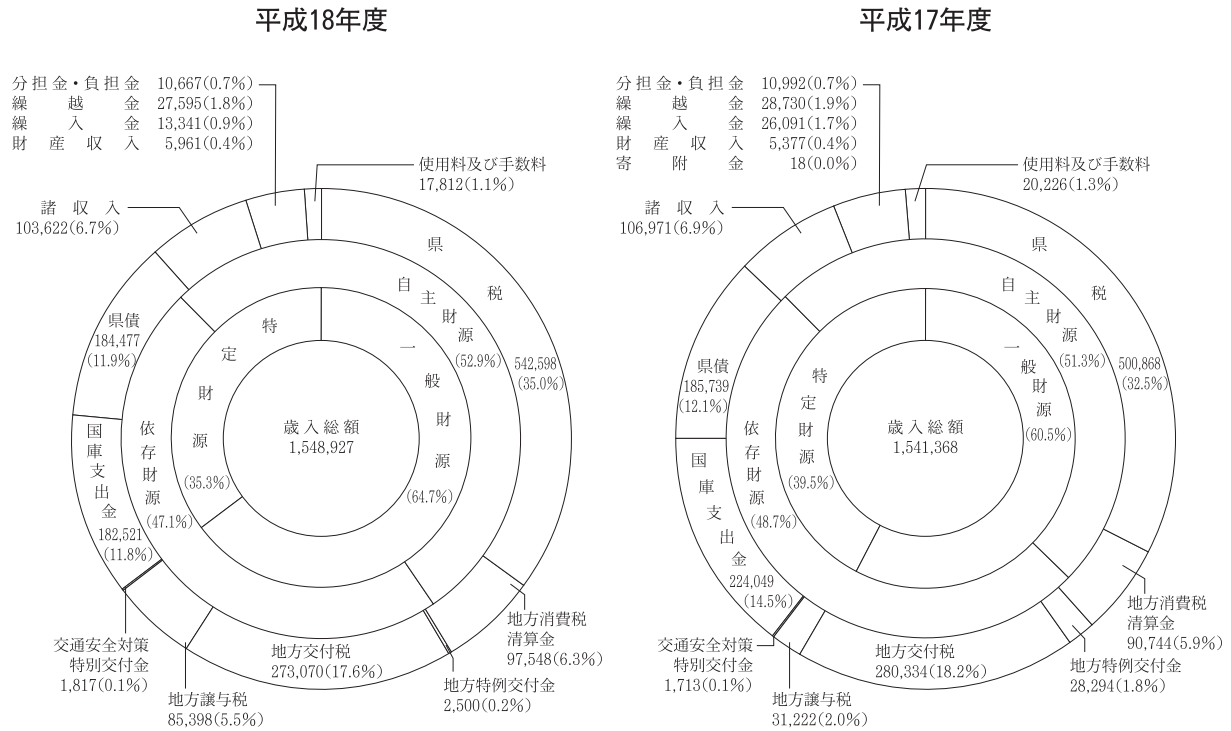 平成18年度
分担金・負担金 10,667(0.7%)
繰越金 27,595(1.8%)
繰入金 13,341(0.9%)
財産収入 5,961(0.4%)
使用料及び手数料
17,812(1.1%)
諸収入
103,622(6.7%)
県税
542,598
(35.0%)
自主財源
(52.9%)
県債
184,477
(11.9%)
特定財源
(35.3%)
一般財源
(64.7%)
歳入総額
1,548,927
依存財源
(47.1%)
国庫支出金
182,521
(11.8%)
地方消費税
清算金
97,548(6.3%)
交通安全対策
特別交付金
1,817(0.1%)
地方交付税
273,070(17.6%)
地方特例交付金
2,500(0.2%)
地方譲与税
85,398(5.5%)
平成17年度
分担金・負担金 10,992(0.7%)
繰越金 28,730(1.9%)
繰入金 26,091(1.7%)
財産収入 5,377(0.4%)
寄附金 18(0.0%)
使用料及び手数料
20,226(1.3%)
諸収入
106,971(6.9%)
県税
500,868
(32.5%)
自主財源
(51.3%)
県債
185,739
(12.1%)
特定財源
(39.5%)
一般財源
(60.5%)
歳入総額
1,541,368
依存財源
(48.7%)
国庫支出金
224,049
(14.5%)
地方消費税
清算金
90,744(5.9%)
交通安全対策
特別交付金
1,713(0.1%)
地方交付税
280,334(18.2%)
地方特例交付金
28,294(1.8%)
地方譲与税
31,222(2.0%)